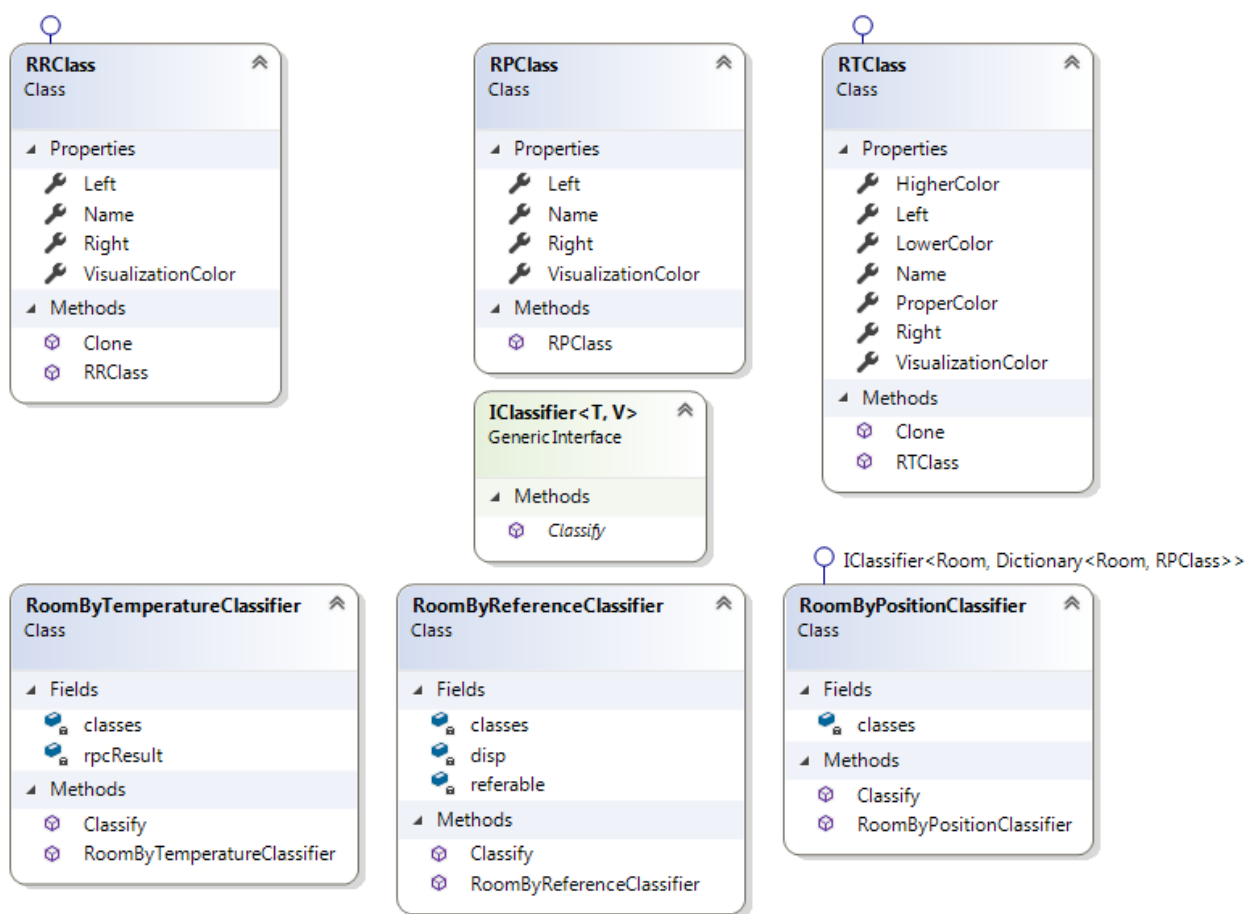 RRClass
Class
Properties
Left
Name
Right
VisualizationColor
Methods
Clone
RRClass
RPClass
Class
Properties
Left
Name
Right
VisualizationColor
Methods
RPClass
RTClass
Class
Properties
HigherColor
Left
LowerColor
Name
ProperColor
Right
VisualizationColor
Methods
Clone
RTClass
IClassifier<T, V>
GenericInterface
Methods
Classify
RoomByTemperatureClassifier
Class
Fields
classes
rpcResult
Methods
Classify
RoomByTemperatureClassifier
RoomByReferenceClassifier
Class
Fields
classes
disp
referable
Methods
Classify
RoomByReferenceClassifier
IClassifier<Room, Dictionary<Room, RPClass>>
RoomByPositionClassifier
Class
Fields
classes
Methods
Classify
RoomByPositionClassifier